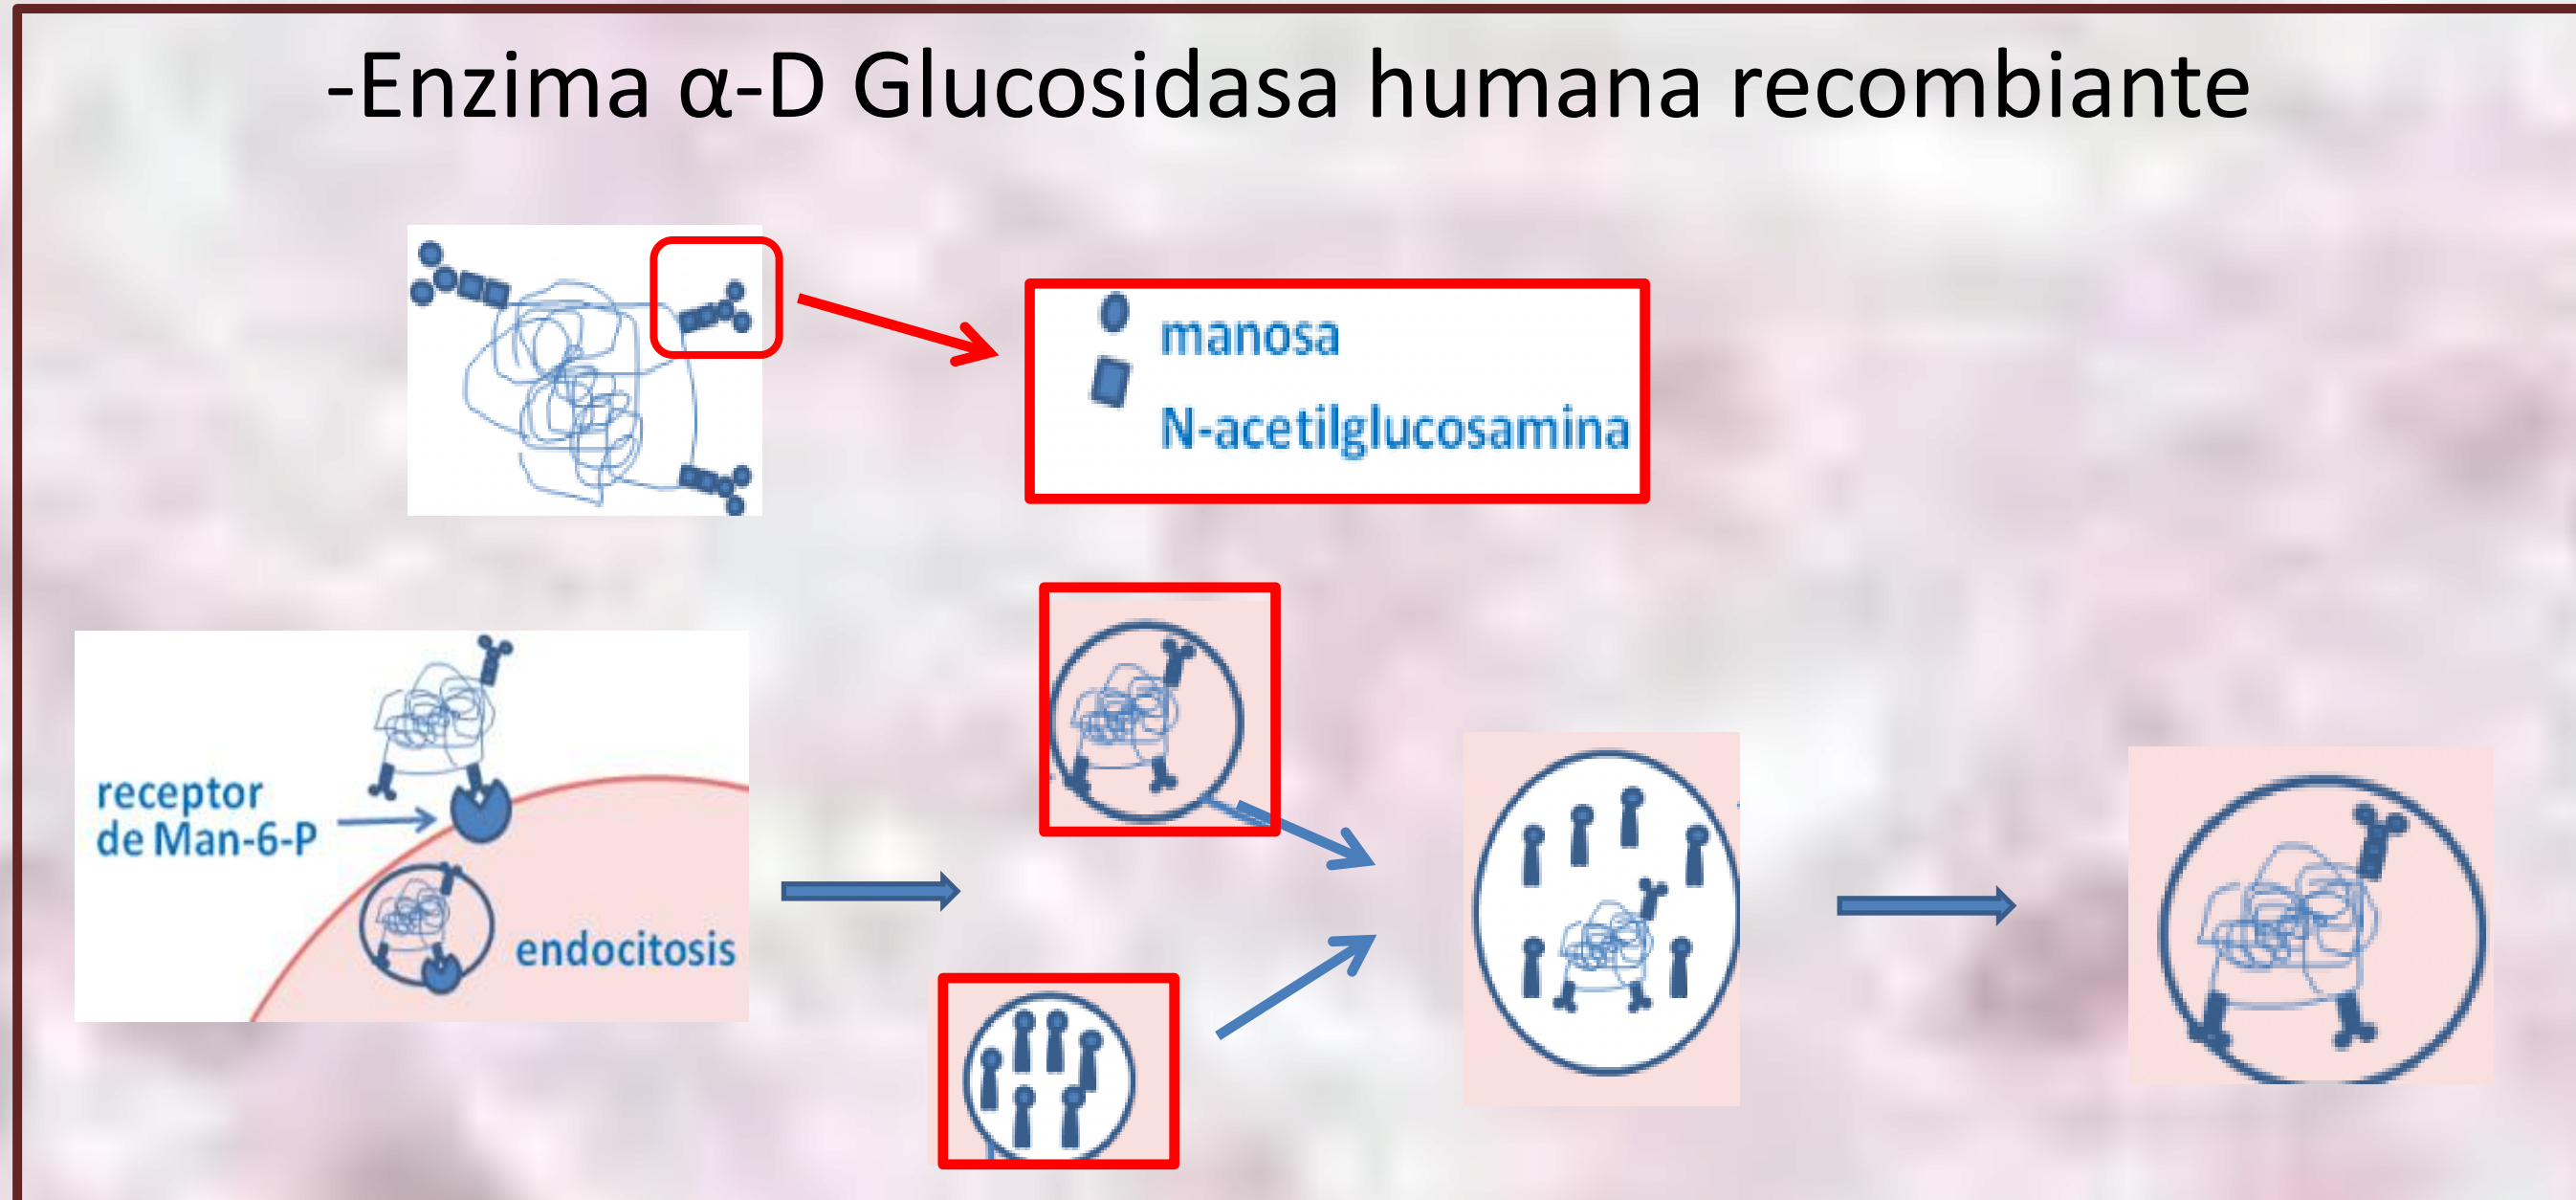 -Enzima α-D Glucosidasa humana recombiante
manosa
N-acetilglucosamina
receptor
de Man-6-P
endocitosis